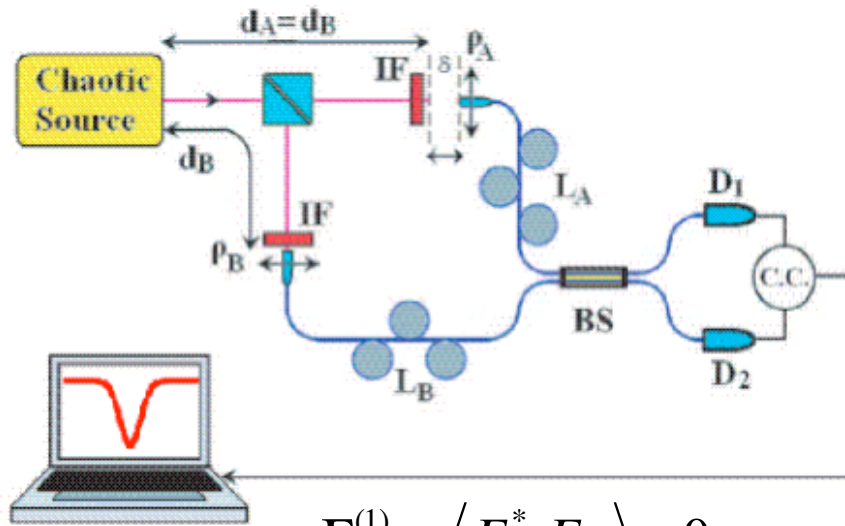 d_A=d_B
Chaotic
Source
IF
δ
ρ_A
d_B
IF
ρ_B
L_A
D_1
C.C.
BS
D_2
L_B